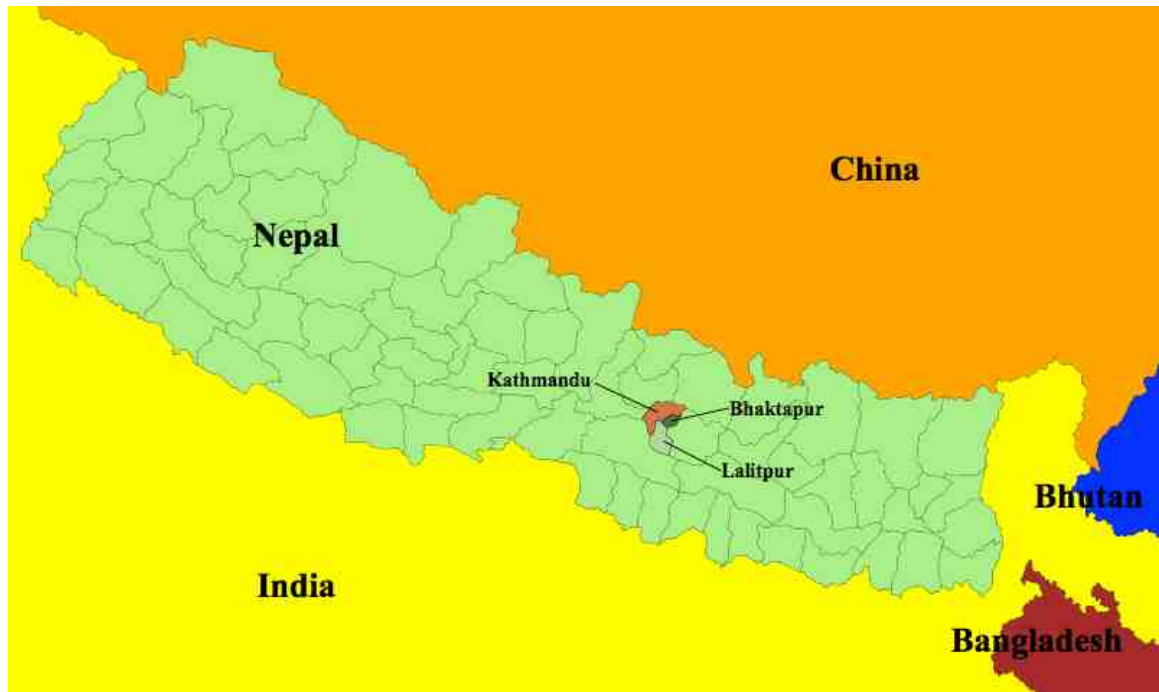 China
Nepal
Kathmandu
Bhaktapur
Lalitpur
Bhutan
India
Bangladesh